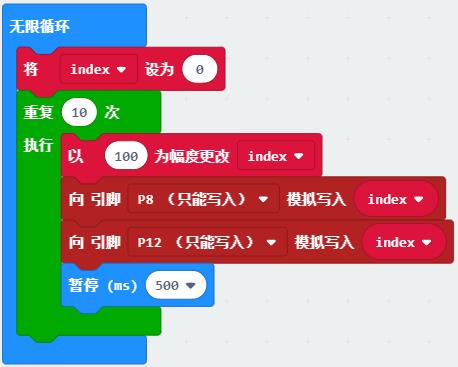 无限循环
将 index 设为 0
重复 10 次
执行
以 100 为幅度更改 index
向 引脚 P8 （只能写入） 模拟写入 index
向 引脚 P12 （只能写入） 模拟写入 index
暂停 (ms) 500